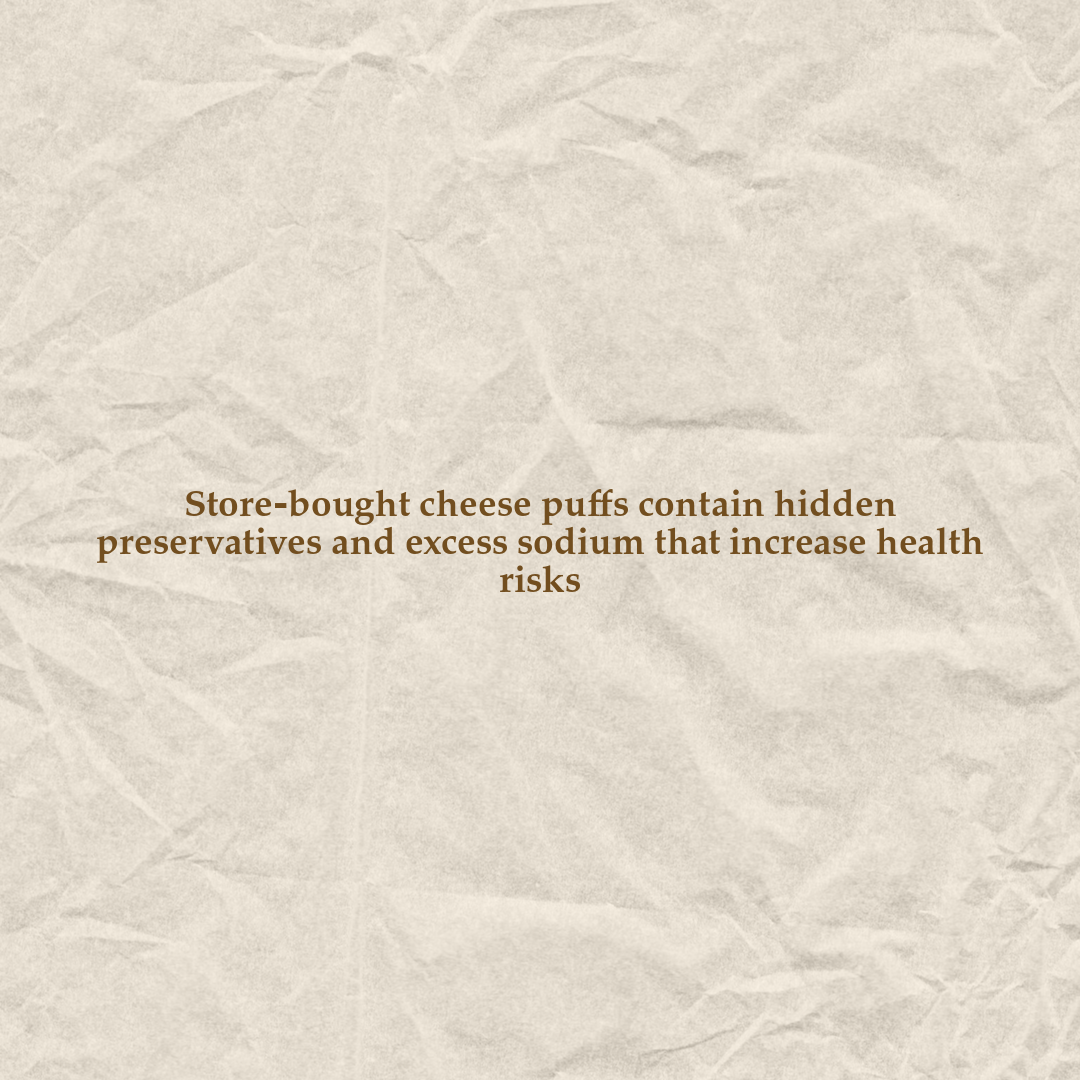 Store-bought cheese puffs contain hidden
preservatives and excess sodium that increase health
risks